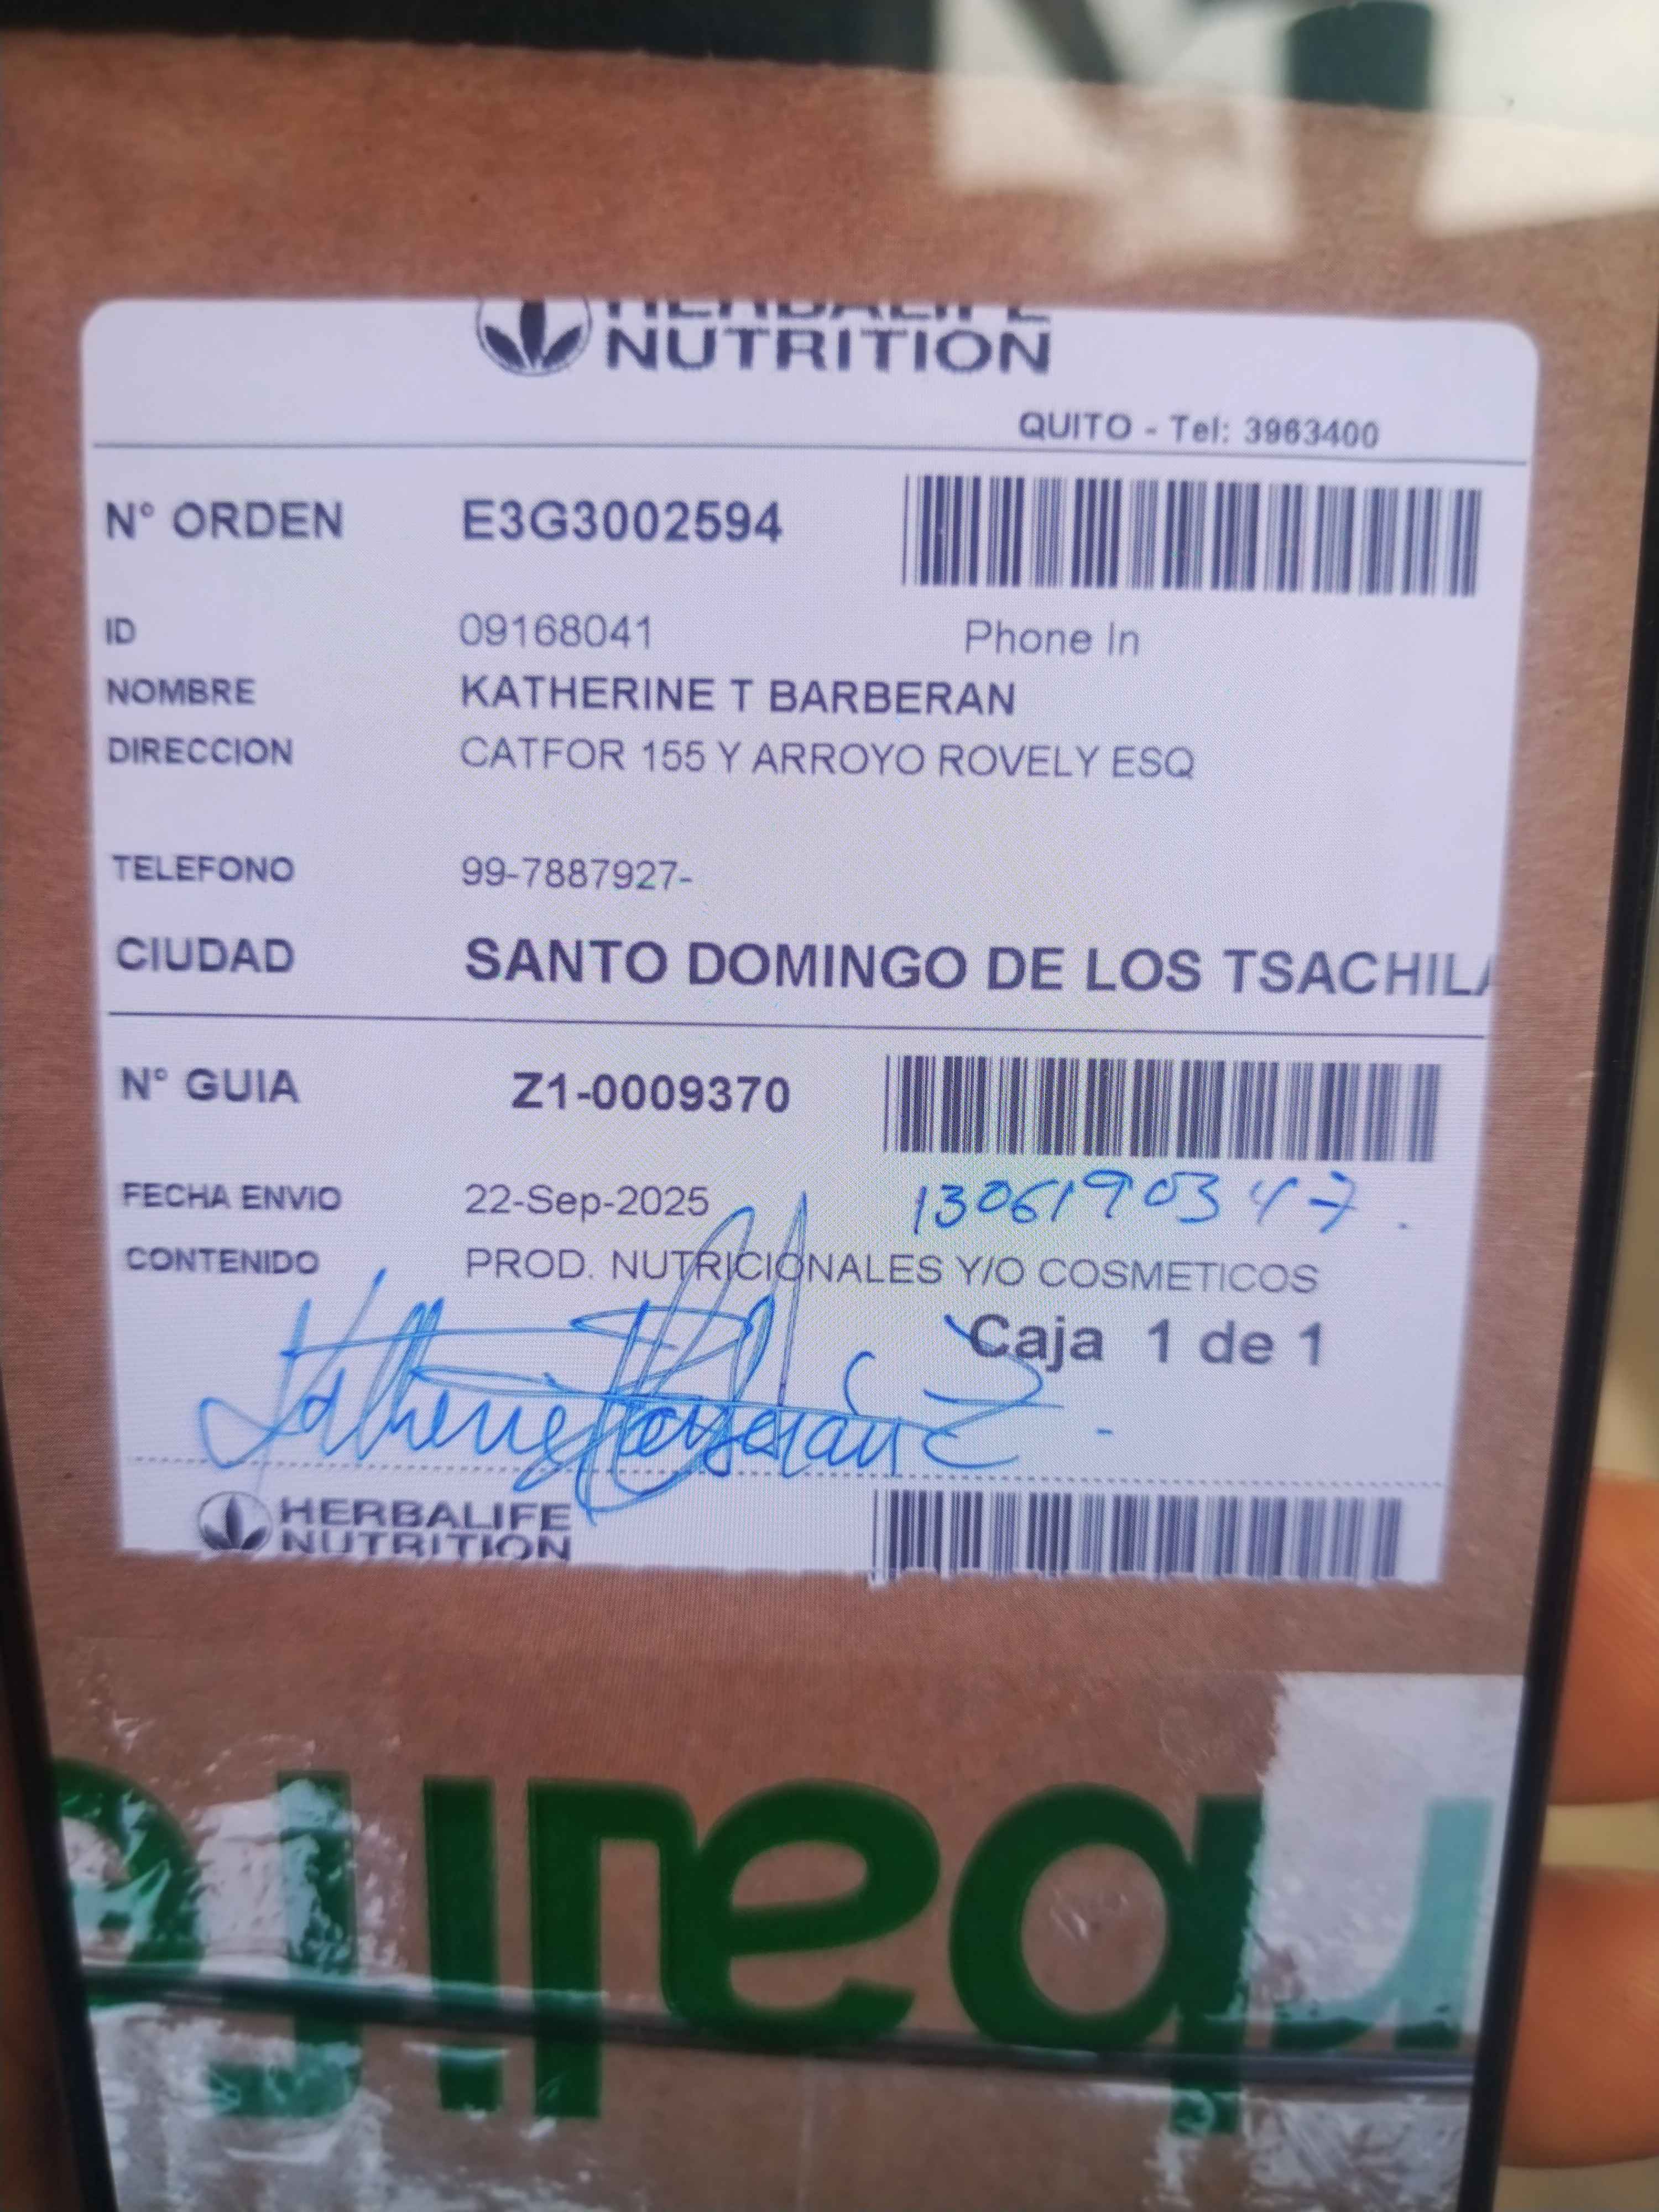 HERBALIFE
NUTRITION
QUITO - Tel: 3963400
N° ORDEN E3G3002594
ID 09168041 Phone In
NOMBRE KATHERINE T BARBERAN
DIRECCION CATFOR 155 Y ARROYO ROVELY ESQ
TELEFONO 99-7887927-
CIUDAD SANTO DOMINGO DE LOS TSACHILA
N° GUIA Z1-0009370
FECHA ENVIO 22-Sep-2025
1306190347.
CONTENIDO PROD. NUTRICIONALES Y/O COSMETICOS
Caja 1 de 1
Katherine Barberán
HERBALIFE
NUTRITION